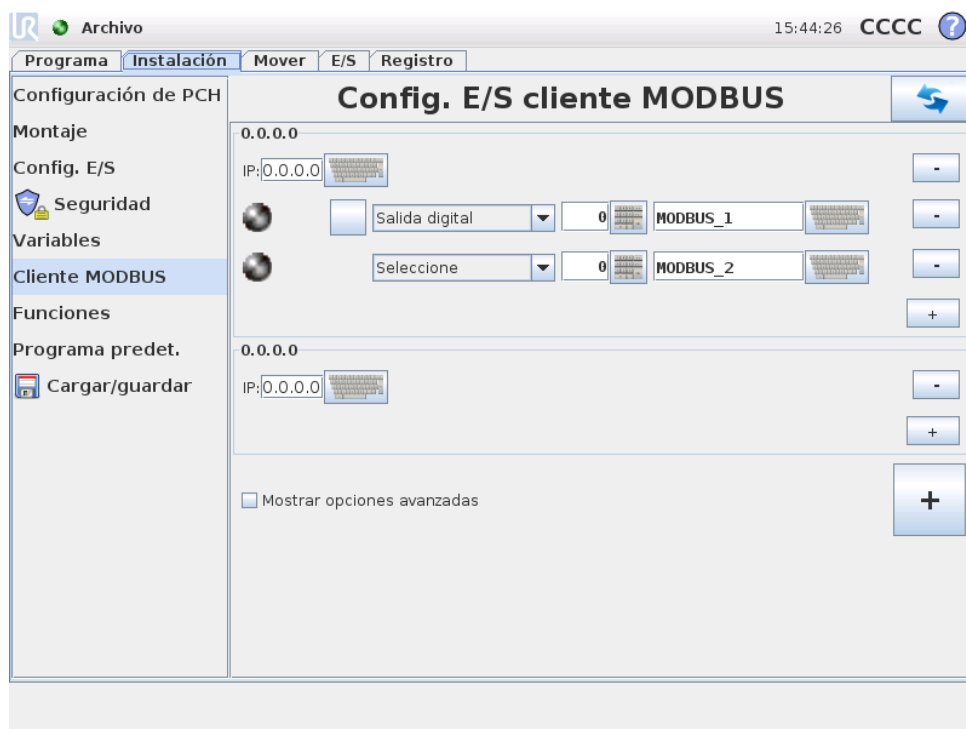 UR Archivo 15:44:26 CCCC ?
Programa Instalación Mover E/S Registro
Configuración de PCH
Montaje
Config. E/S
Seguridad
Variables
Cliente MODBUS
Funciones
Programa predet.
Cargar/guardar
Config. E/S cliente MODBUS
0.0.0.0
IP: 0.0.0.0 -
Salida digital 0 MODBUS_1 -
Seleccione 0 MODBUS_2 -
+
0.0.0.0
IP: 0.0.0.0 -
+
Mostrar opciones avanzadas +